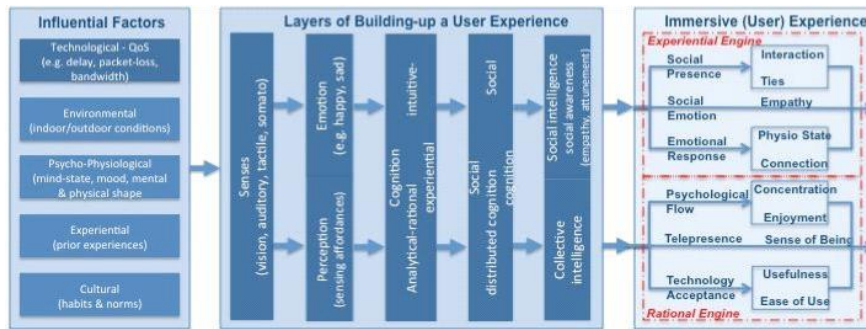 Influential Factors
Technological - QoS
(e.g. delay, packet-loss,
bandwidth)
Environmental
(indoor/outdoor conditions)
Psycho-Physiological
(mind-state, mood, mental
& physical shape
Experiential
(prior experiences)
Cultural
(habits & norms)
Layers of Building-up a User Experience
Senses
(vision, auditory, tactile, somato)
Emotion
(e.g. happy, sad)
Perception
(sensing affordances)
Cognition
intuitive-
Analytical-rational
experiential
Social
Social
cognition
distributed cognition
Social intelligence
social awareness
(empathy, attunement)
Collective
intelligence
Immersive (User) Experience
Experiential Engine
Social
Presence
Interaction
Ties
Social
Emotion
Empathy
Emotional
Response
Physio State
Connection
Psychological
Flow
Concentration
Enjoyment
Telepresence
Sense of Being
Technology
Acceptance
Usefulness
Ease of Use
Rational Engine